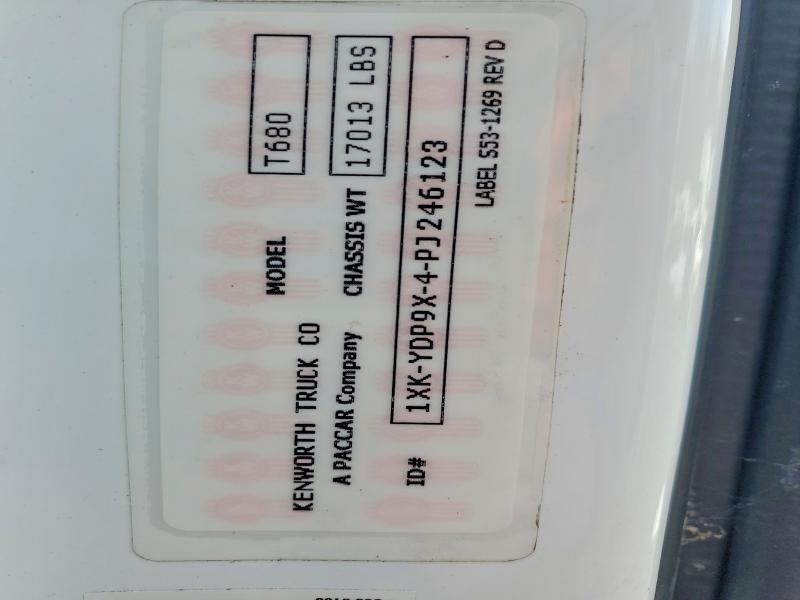 KENWORTH TRUCK CO
MODEL T680
A PACCAR Company
CHASSIS WT 17013 LBS
ID# 1XK-YDP9X-4-PJ246123
LABEL S53-1269 REV D